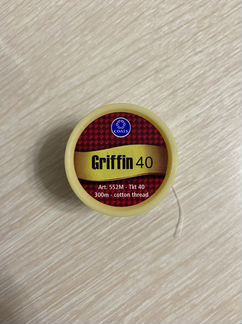 COATS
Griffin 40
Art: 552M - Tkt 40
300m - cotton thread